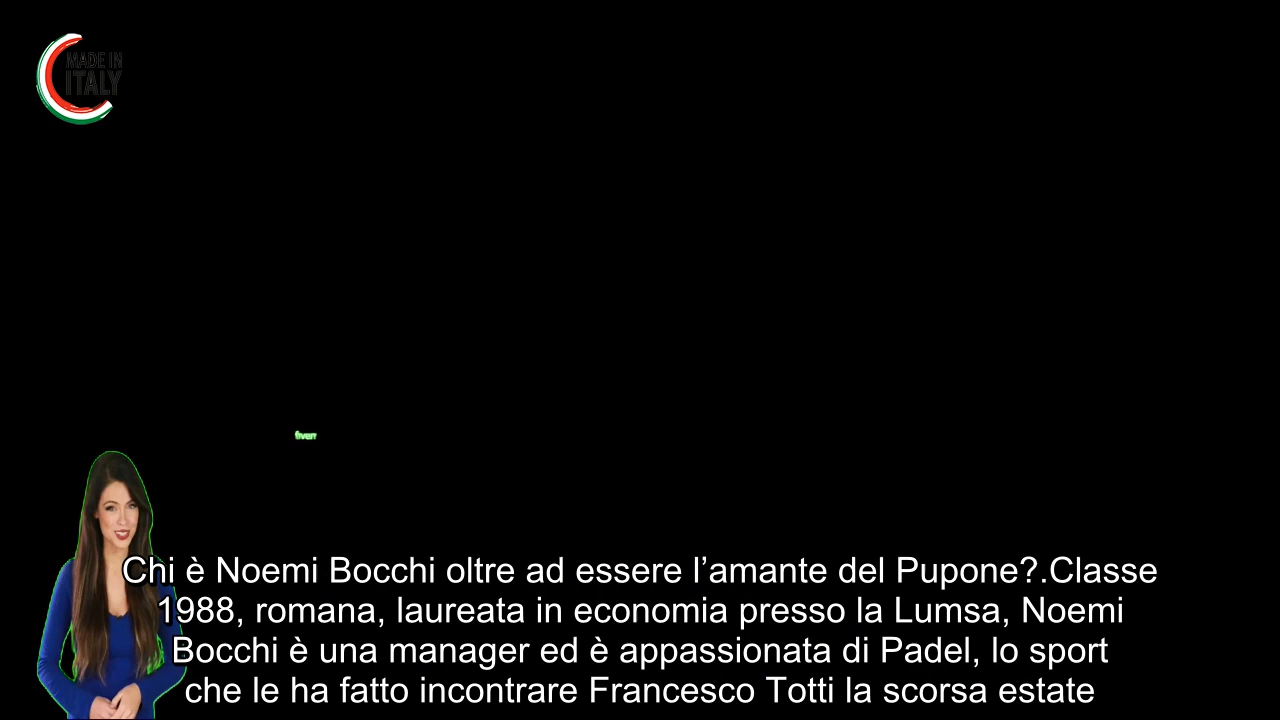 MADE IN
ITALY
fiverr
Chi è Noemi Bocchi oltre ad essere l’amante del Pupone?.Classe
1988, romana, laureata in economia presso la Lumsa, Noemi
Bocchi è una manager ed è appassionata di Padel, lo sport
che le ha fatto incontrare Francesco Totti la scorsa estate